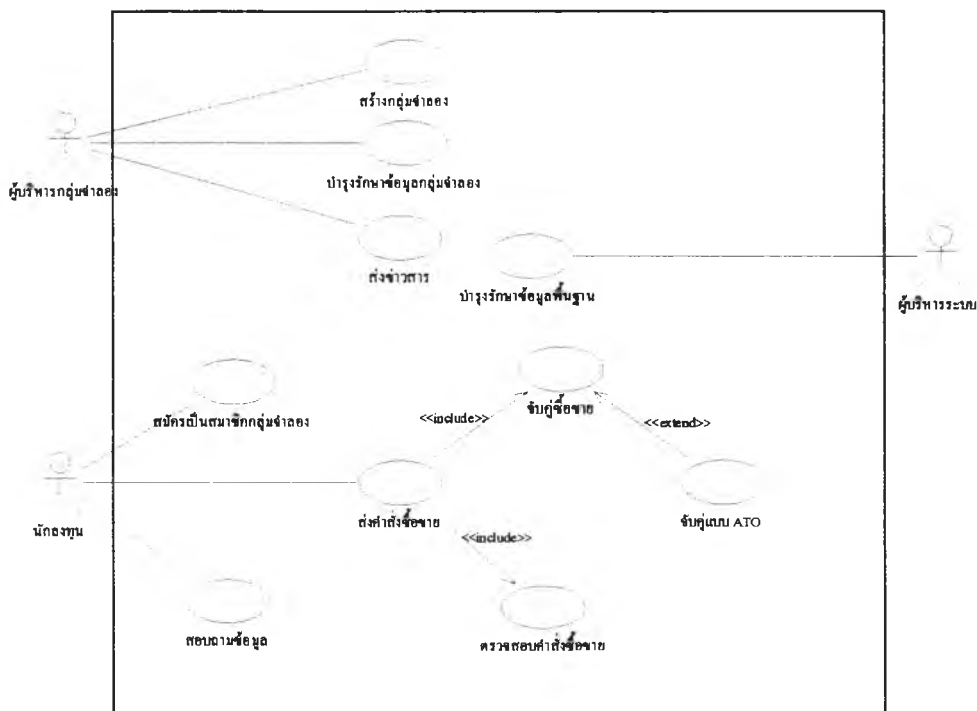 สร้างกลุ่มจำลอง
ผู้บริหารกลุ่มจำลอง
บำรุงรักษาข้อมูลกลุ่มจำลอง
ส่งข่าวสาร
บำรุงรักษาข้อมูลพื้นฐาน
ผู้บริหารระบบ
สมัครเป็นสมาชิกกลุ่มจำลอง
<<include>>
จับคู่ซื้อขาย
<<extend>>
นักลงทุน
ส่งคำสั่งซื้อขาย
จับคู่แบบ ATO
<<include>>
สอบถามข้อมูล
ตรวจสอบคำสั่งซื้อขาย